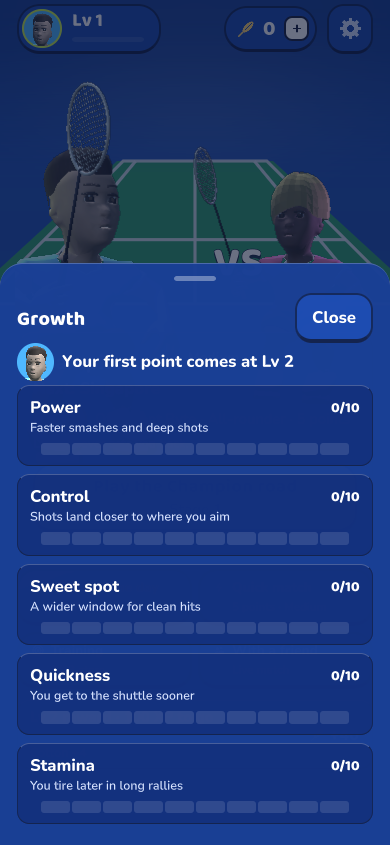 Lv 1
0
+
VS
Growth
Close
Your first point comes at Lv 2
Power
0/10
Faster smashes and deep shots
Control
0/10
Shots land closer to where you aim
Sweet spot
0/10
A wider window for clean hits
Quickness
0/10
You get to the shuttle sooner
Stamina
0/10
You tire later in long rallies